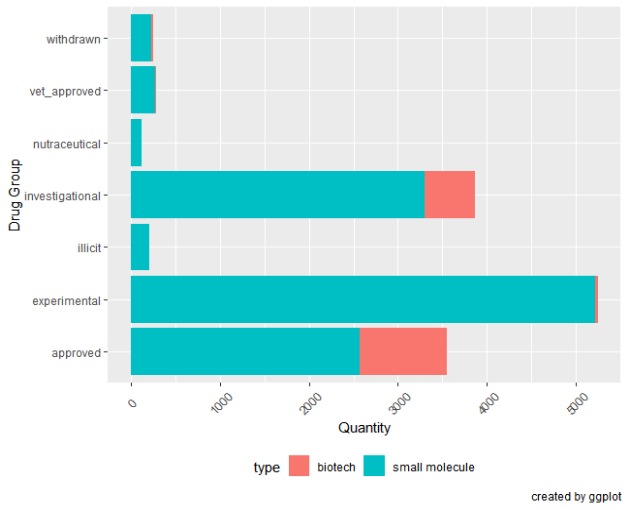 withdrawn
vet_approved
nutraceutical
investigational
illicit
experimental
approved
Drug Group
0
1000
2000
3000
4000
5000
Quantity
type biotech small molecule
created by ggplot